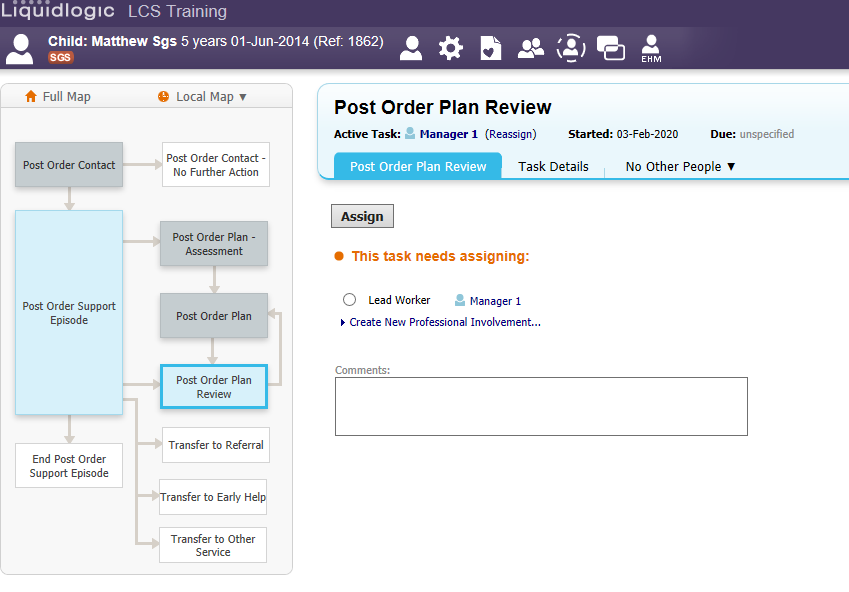 Liquidlogic LCS Training
Child: Matthew Sgs 5 years 01-Jun-2014 (Ref: 1862)
SGS
EHM
Full Map
Local Map ▼
Post Order Contact
Post Order Contact -
No Further Action
Post Order Support
Episode
Post Order Plan -
Assessment
Post Order Plan
Post Order Plan
Review
Transfer to Referral
End Post Order
Support Episode
Transfer to Early Help
Transfer to Other
Service
Post Order Plan Review
Active Task: Manager 1 (Reassign) Started: 03-Feb-2020 Due: unspecified
Post Order Plan Review Task Details No Other People ▼
Assign
This task needs assigning:
Lead Worker Manager 1
Create New Professional Involvement...
Comments: